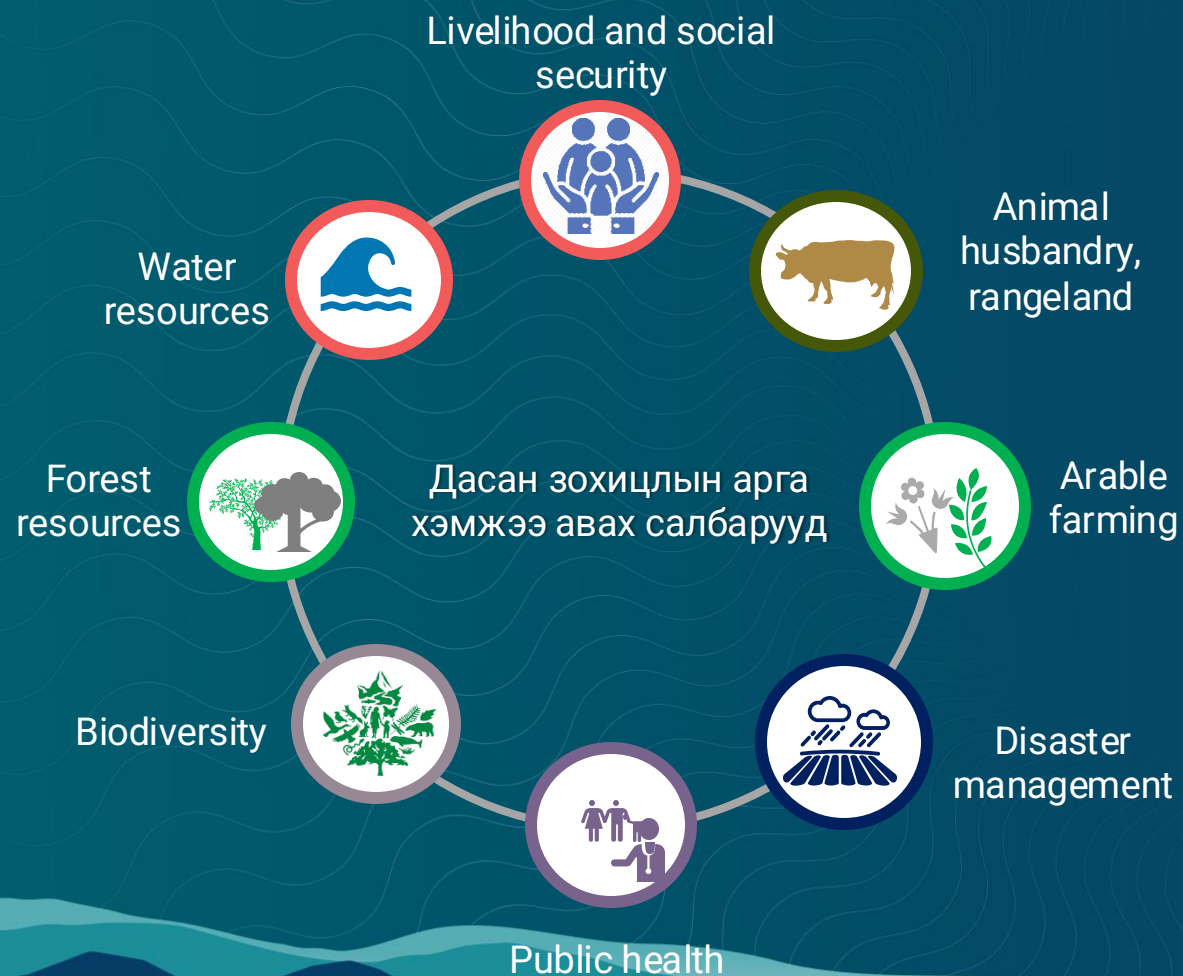 Livelihood and social
security
Animal
husbandry,
rangeland
Water
resources
Forest
resources
Дасан зохицлын арга
хэмжээ авах салбарууд
Arable
farming
Biodiversity
Disaster
management
Public health